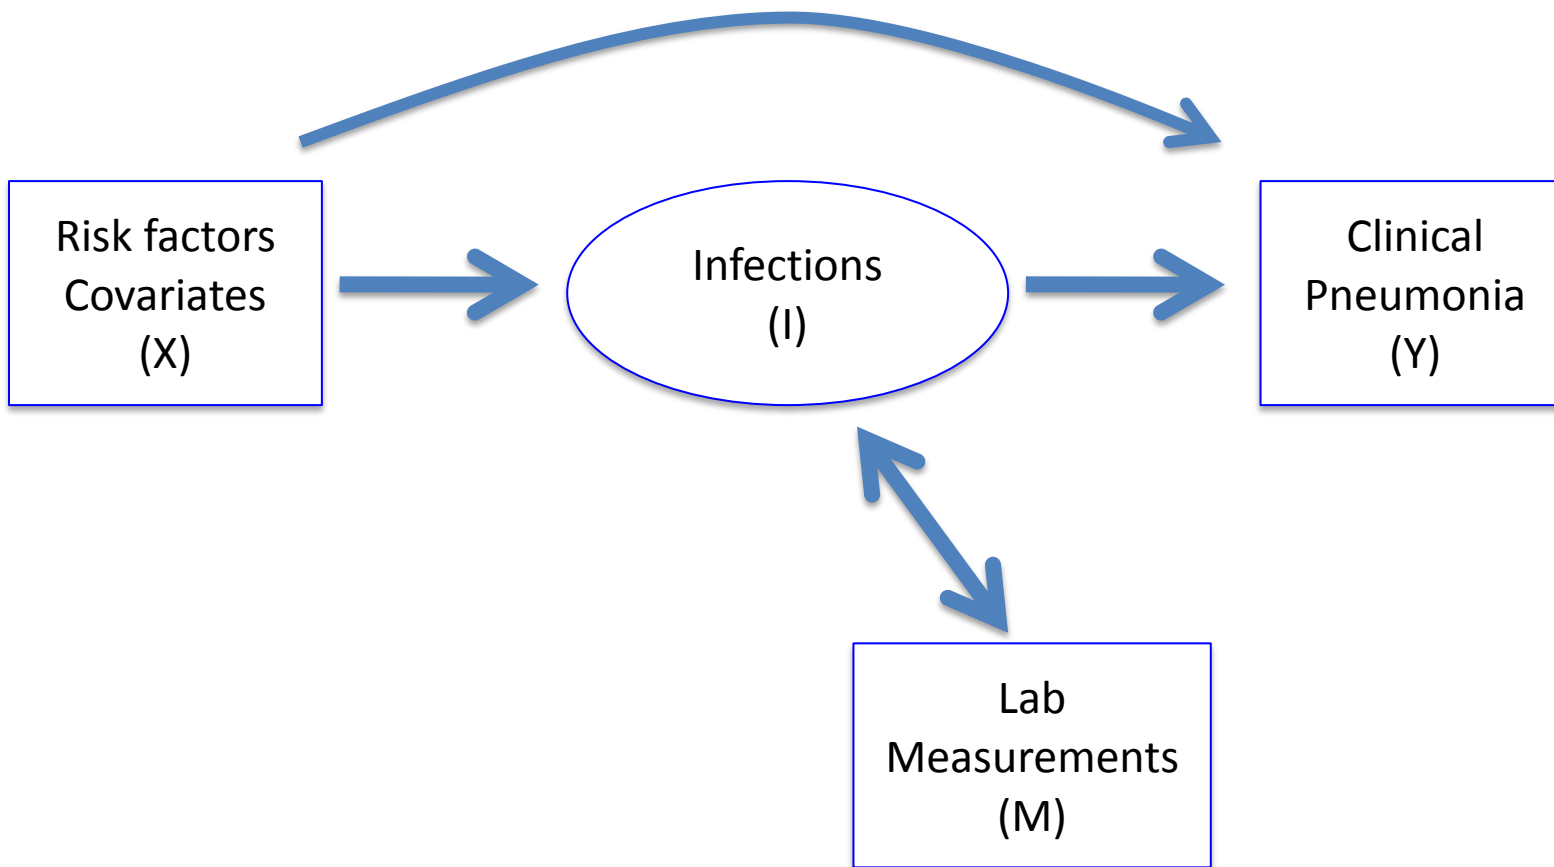 Risk factors
Covariates
(X)
Infections
(I)
Clinical
Pneumonia
(Y)
Lab
Measurements
(M)